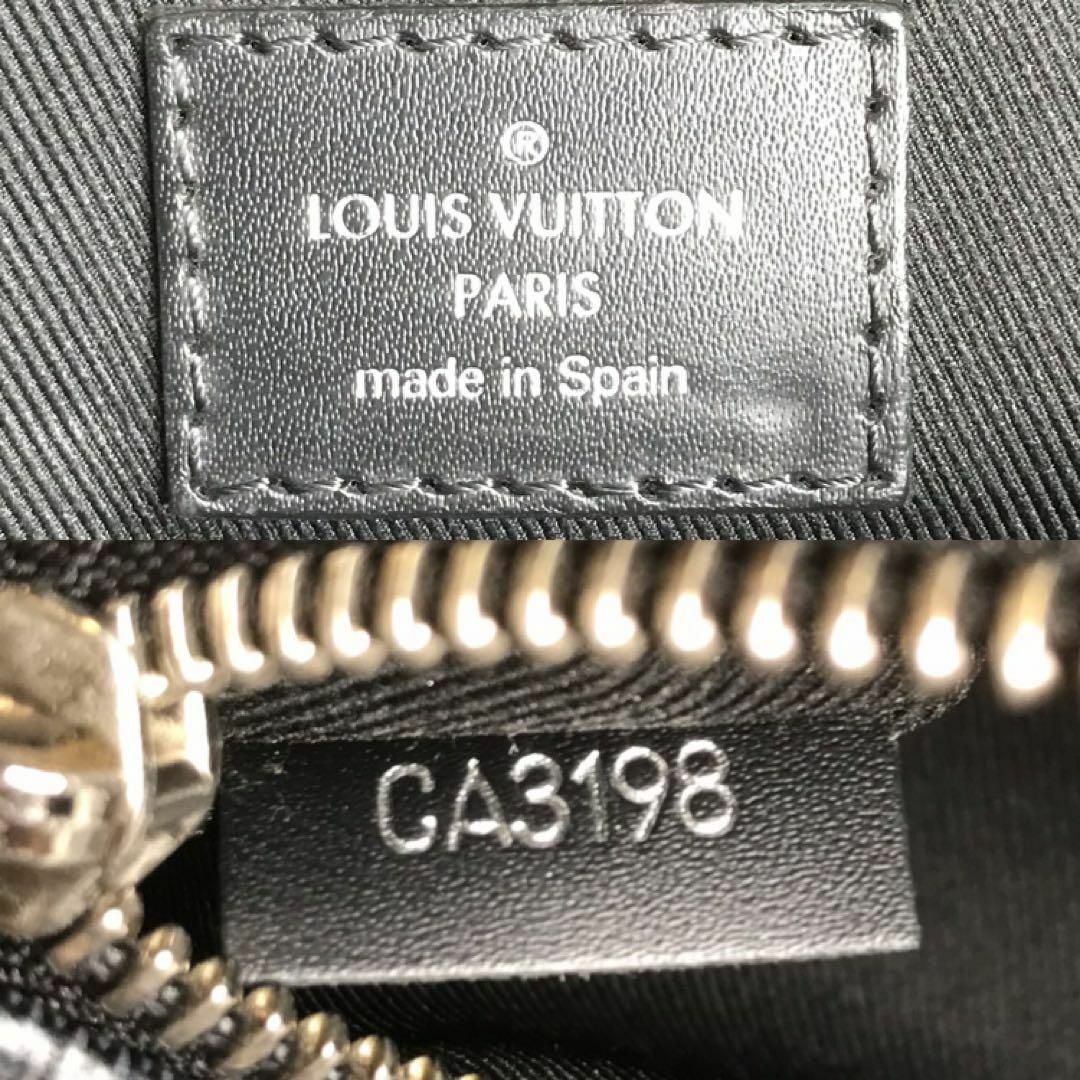 ®
LOUIS VUITTON
PARIS
made in Spain
CA3198